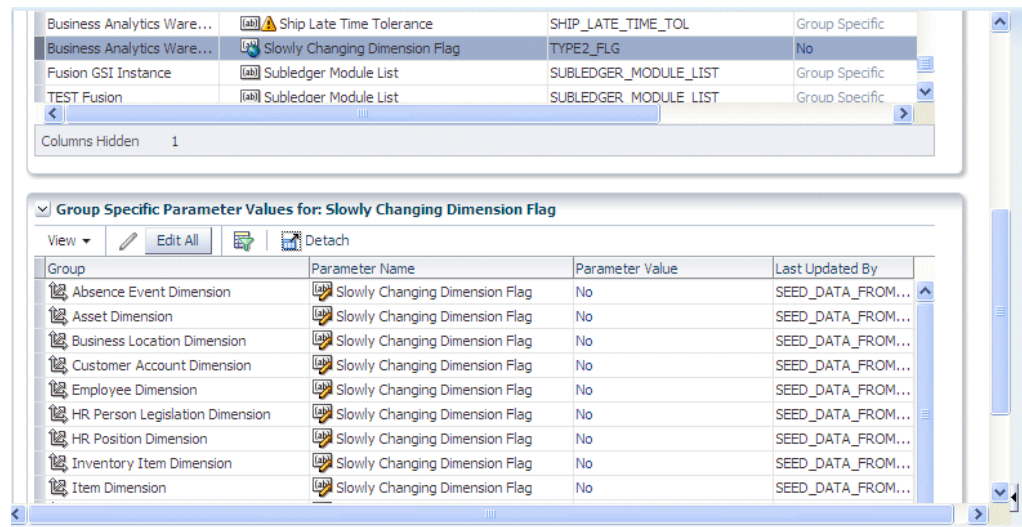 Business Analytics Ware... Ship Late Time Tolerance SHIP_LATE_TIME_TOL Group Specific
Business Analytics Ware... Slowly Changing Dimension Flag TYPE2_FLG No
Fusion GSI Instance Subledger Module List SUBLEDGER_MODULE_LIST Group Specific
TEST Fusion Subledger Module List SUBLEDGER_MODULE_LIST Group Specific
Columns Hidden 1
Group Specific Parameter Values for: Slowly Changing Dimension Flag
View Edit All Detach
Group Parameter Name Parameter Value Last Updated By
Absence Event Dimension Slowly Changing Dimension Flag No SEED_DATA_FROM...
Asset Dimension Slowly Changing Dimension Flag No SEED_DATA_FROM...
Business Location Dimension Slowly Changing Dimension Flag No SEED_DATA_FROM...
Customer Account Dimension Slowly Changing Dimension Flag No SEED_DATA_FROM...
Employee Dimension Slowly Changing Dimension Flag No SEED_DATA_FROM...
HR Person Legislation Dimension Slowly Changing Dimension Flag No SEED_DATA_FROM...
HR Position Dimension Slowly Changing Dimension Flag No SEED_DATA_FROM...
Inventory Item Dimension Slowly Changing Dimension Flag No SEED_DATA_FROM...
Item Dimension Slowly Changing Dimension Flag No SEED_DATA_FROM...